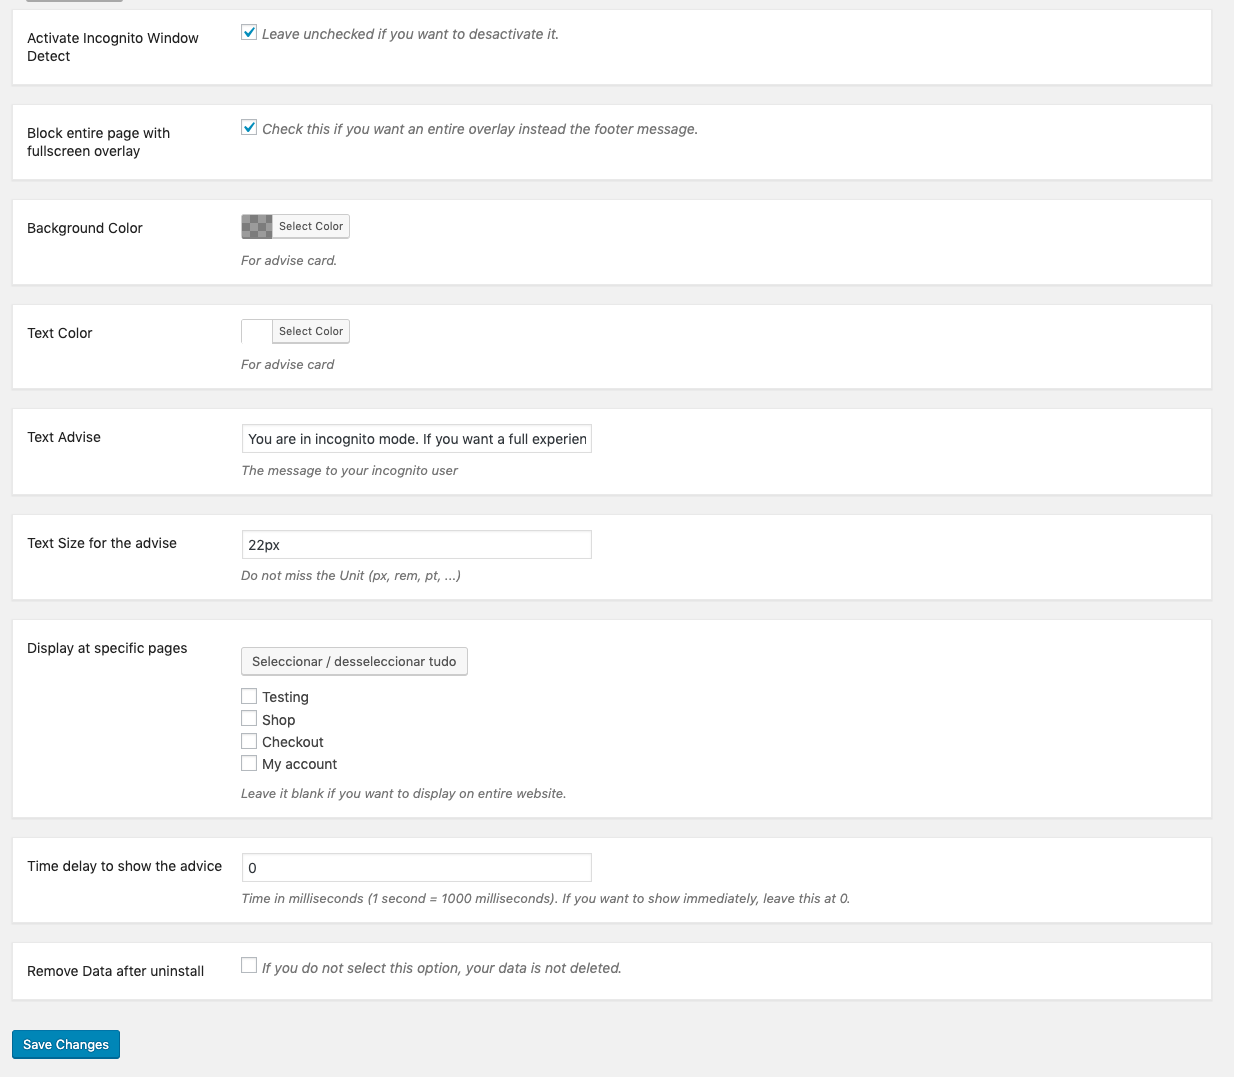 Activate Incognito Window
Detect
Leave unchecked if you want to desactivate it.
Block entire page with
fullscreen overlay
Check this if you want an entire overlay instead the footer message.
Background Color
Select Color
For advise card.
Text Color
Select Color
For advise card
Text Advise
You are in incognito mode. If you want a full experien
The message to your incognito user
Text Size for the advise
22px
Do not miss the Unit (px, rem, pt, ...)
Display at specific pages
Seleccionar / desseleccionar tudo
Testing
Shop
Checkout
My account
Leave it blank if you want to display on entire website.
Time delay to show the advice
0
Time in milliseconds (1 second = 1000 milliseconds). If you want to show immediately, leave this at 0.
Remove Data after uninstall
If you do not select this option, your data is not deleted.
Save Changes